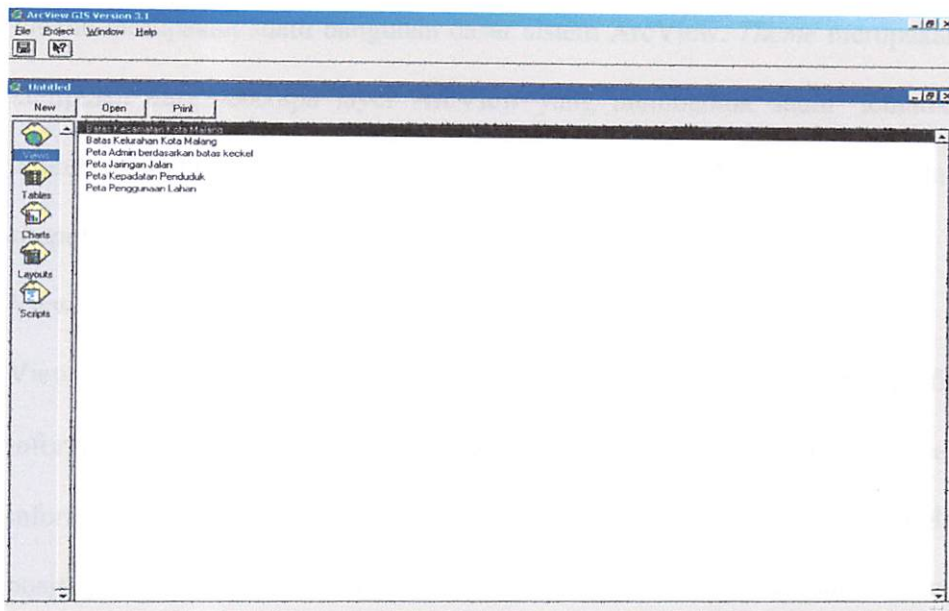 ArcView GIS Version 3.1
File Project Window Help
Untitled
New Open Print
Batas Kecamatan Kota Malang
Batas Kelurahan Kota Malang
Peta Admin berdasarkan batas keckel
Peta Jaringan Jalan
Peta Kepadatan Penduduk
Peta Penggunaan Lahan
Views
Tables
Charts
Layouts
Scripts